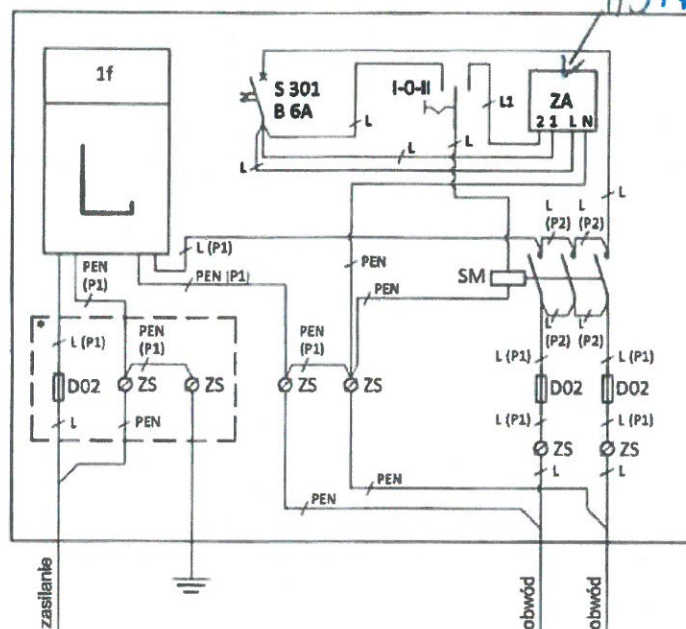 1f
S 301
B 6A
I-0-II
ZA
2 1 L N
L1
L
L
L
L
L
L (P1)
L (P2)
L (P2)
PEN (P1)
PEN (P1)
PEN
PEN
SM
*
L (P1)
PEN (P1)
PEN (P1)
L (P2)
L (P2)
L (P1)
L (P1)
D02
ZS
ZS
ZS
ZS
D02
D02
L
PEN
L (P1)
L (P1)
ZS
ZS
L
L
PEN
PEN
zasilanie
obwód
obwód